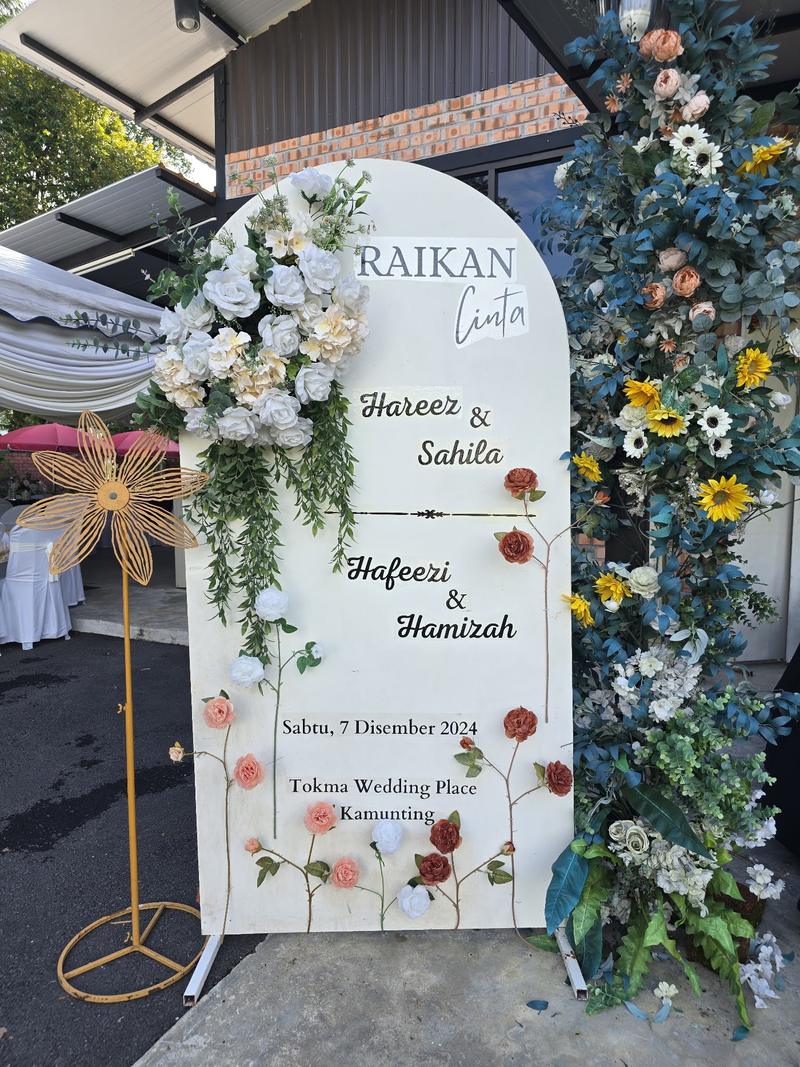 RAIKAN
Cinta
Hareez &
Sahila
Hafeezi
&
Hamizah
Sabtu, 7 Disember 2024
Tokma Wedding Place
Kamunting